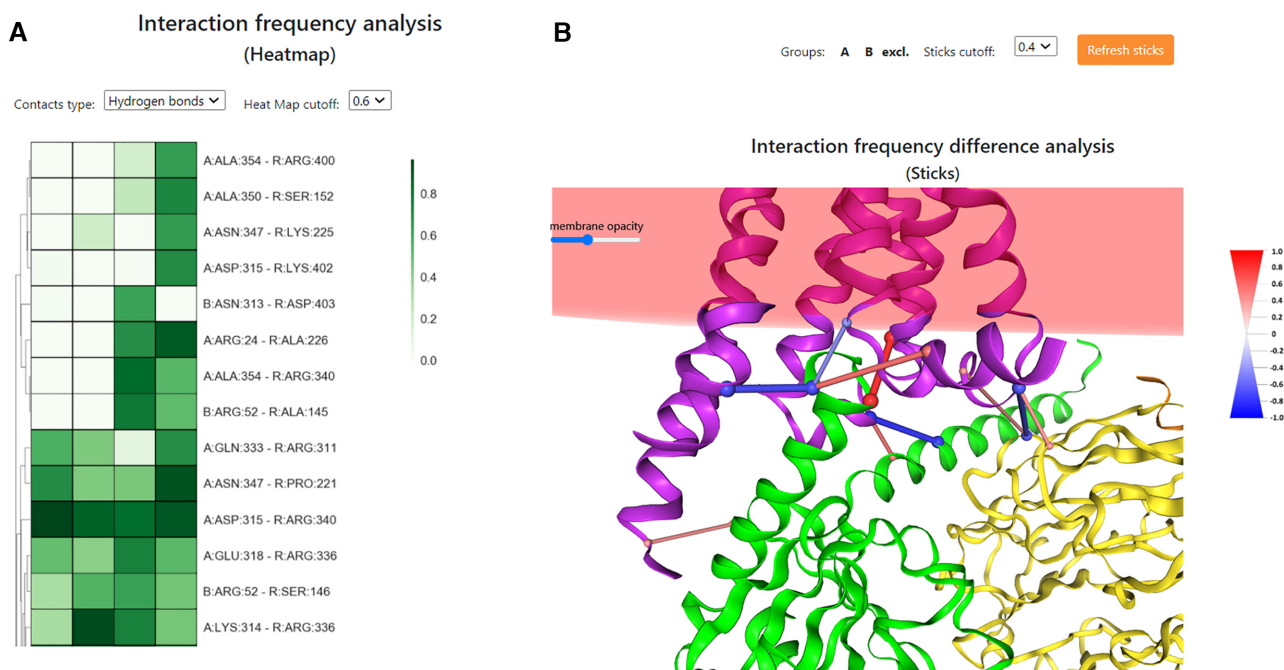 A
Interaction frequency analysis
(Heatmap)
Contacts type: Hydrogen bonds Heat Map cutoff: 0.6
A:ALA:354 - R:ARG:400
A:ALA:350 - R:SER:152
A:ASN:347 - R:LYS:225
A:ASP:315 - R:LYS:402
B:ASN:313 - R:ASP:403
A:ARG:24 - R:ALA:226
A:ALA:354 - R:ARG:340
B:ARG:52 - R:ALA:145
A:GLN:333 - R:ARG:311
A:ASN:347 - R:PRO:221
A:ASP:315 - R:ARG:340
A:GLU:318 - R:ARG:336
B:ARG:52 - R:SER:146
A:LYS:314 - R:ARG:336
0.8
0.6
0.4
0.2
0.0
B
Groups: A B excl. Sticks cutoff: 0.4 Refresh sticks
Interaction frequency difference analysis
(Sticks)
membrane opacity
1.0
0.8
0.6
0.4
0.2
0
-0.2
-0.4
-0.6
-0.8
-1.0